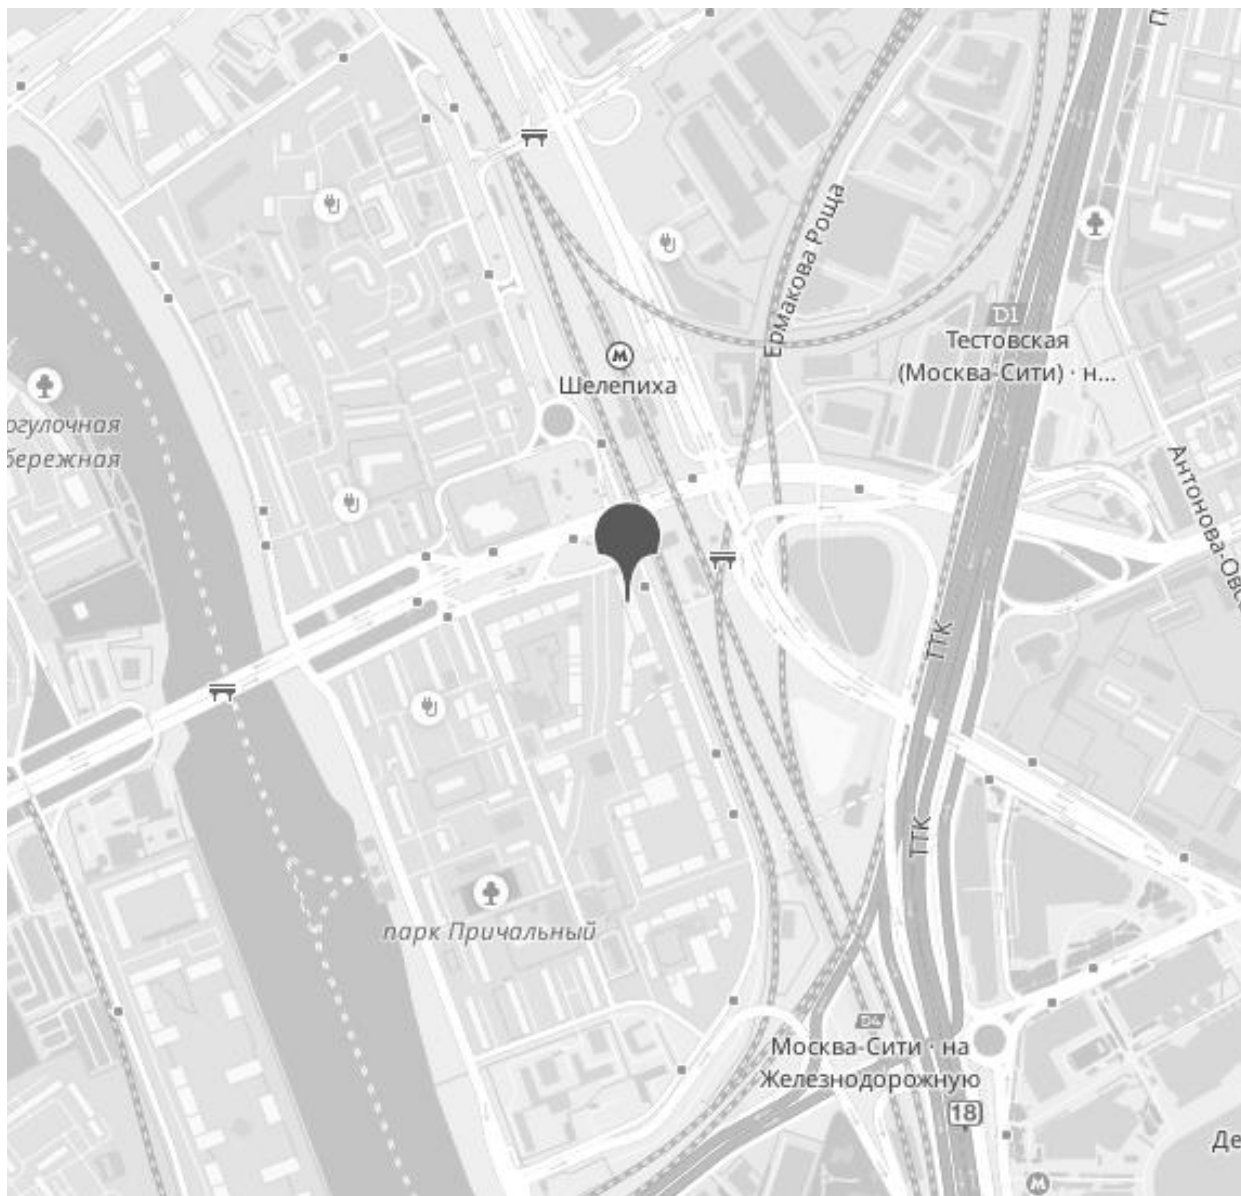 Ермакова Роща
D1
Тестовская
(Москва-Сити) · н...
Шелепиха
огулочная
бережная
Антонова-Овсе
ТТК
ТТК
парк Причальный
D4
Москва-Сити · на
Железнодорожную
18
Де